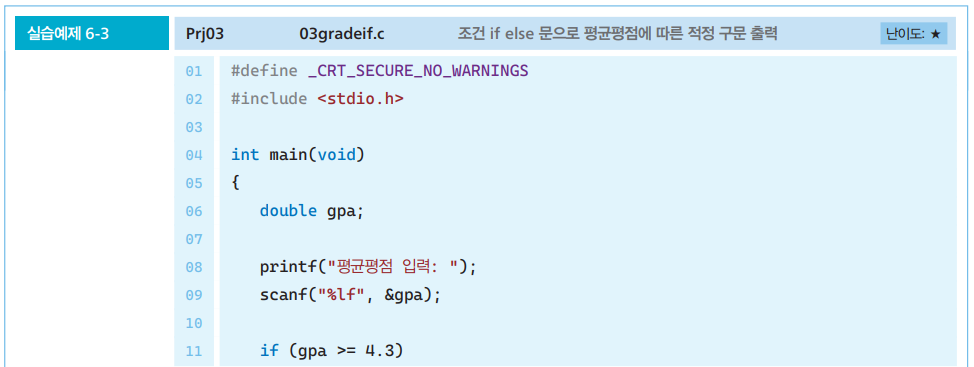 실습예제 6-3 Prj03 03gradeif.c 조건 if else 문으로 평균평점에 따른 적정 구문 출력 난이도: ★
01 #define _CRT_SECURE_NO_WARNINGS
02 #include <stdio.h>
03
04 int main(void)
05 {
06 double gpa;
07
08 printf("평균평점 입력: ");
09 scanf("%lf", &gpa);
10
11 if (gpa >= 4.3)